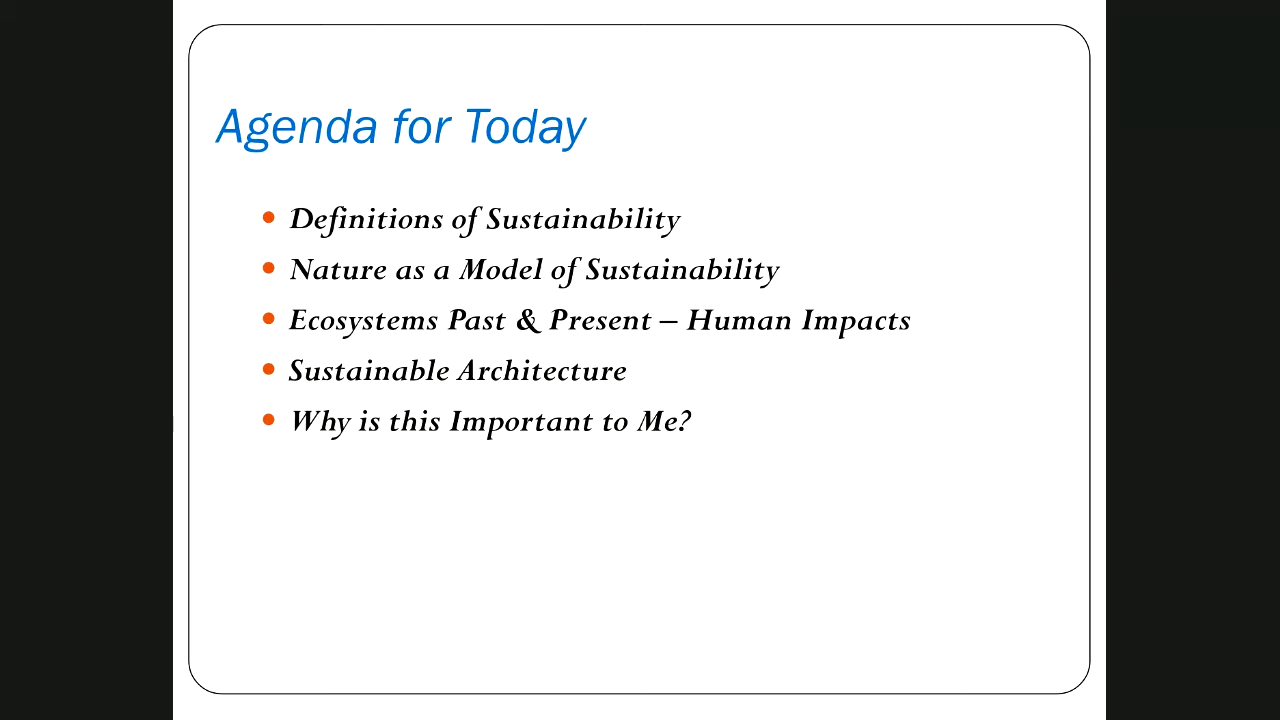 Agenda for Today
• Definitions of Sustainability
• Nature as a Model of Sustainability
• Ecosystems Past & Present – Human Impacts
• Sustainable Architecture
• Why is this Important to Me?